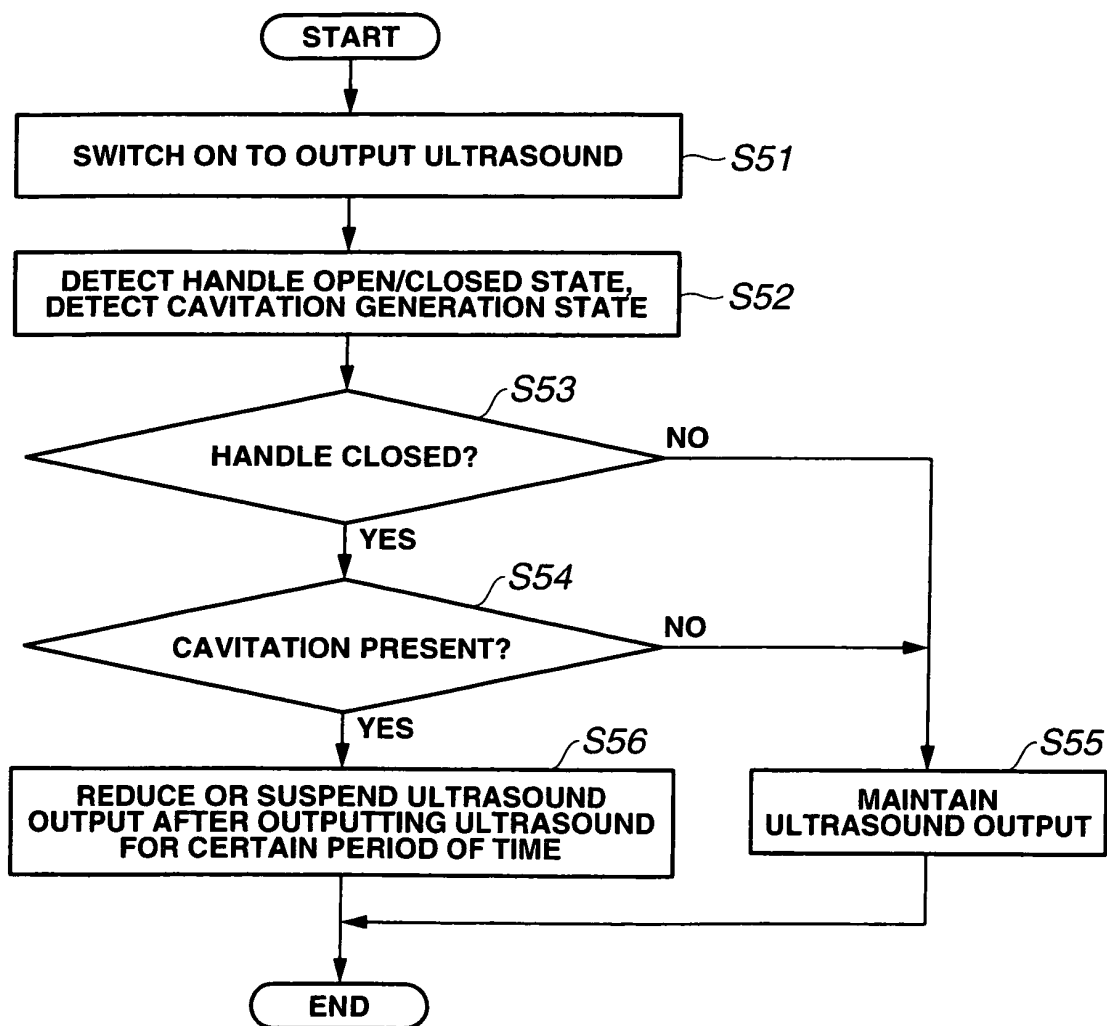 START
SWITCH ON TO OUTPUT ULTRASOUND
S51
DETECT HANDLE OPEN/CLOSED STATE,
DETECT CAVITATION GENERATION STATE
S52
S53
HANDLE CLOSED?
NO
YES
S54
CAVITATION PRESENT?
NO
YES
S56
REDUCE OR SUSPEND ULTRASOUND
OUTPUT AFTER OUTPUTTING ULTRASOUND
FOR CERTAIN PERIOD OF TIME
S55
MAINTAIN
ULTRASOUND OUTPUT
END